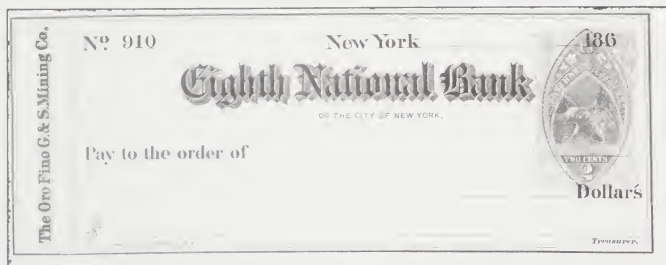 The Oro Fino G. & S. Mining Co.
Nº 910 New York 186
Eighth National Bank
OF THE CITY OF NEW YORK.
Pay to the order of
TWO CENTS
2
Dollars
Treasurer.